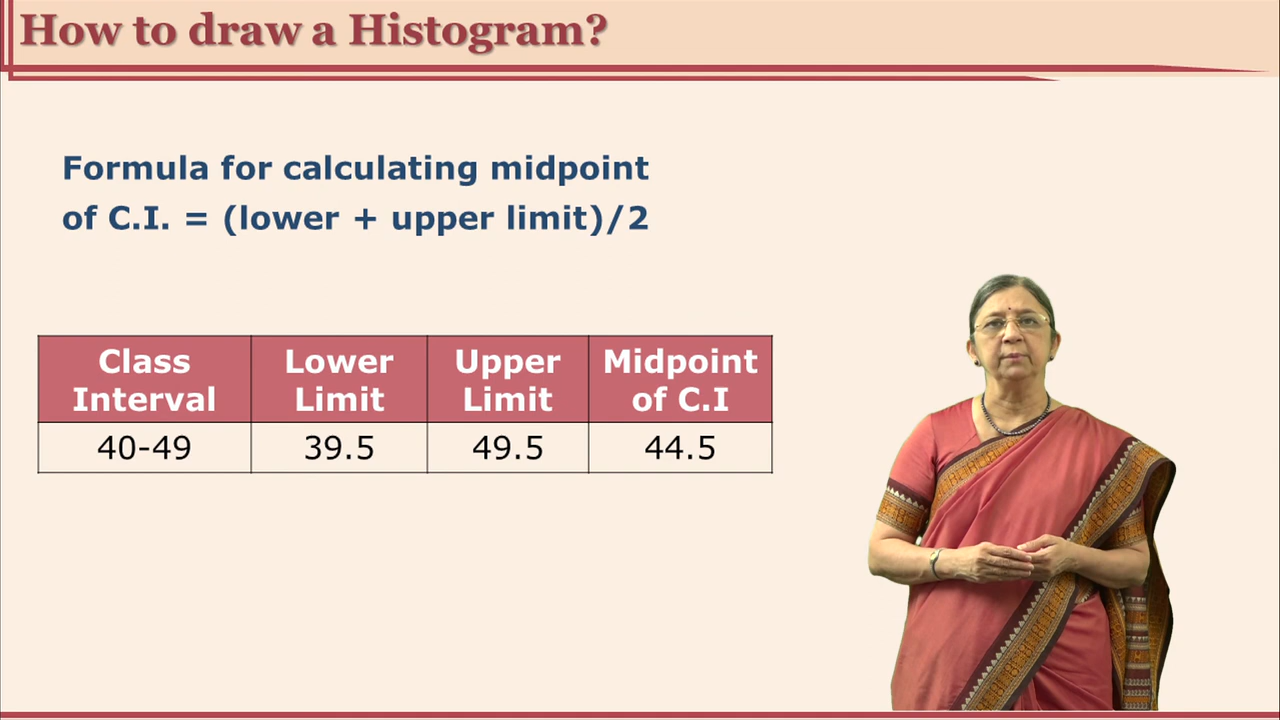 How to draw a Histogram?
Formula for calculating midpoint
of C.I. = (lower + upper limit)/2
Class Interval Lower Limit Upper Limit Midpoint of C.I
40-49 39.5 49.5 44.5